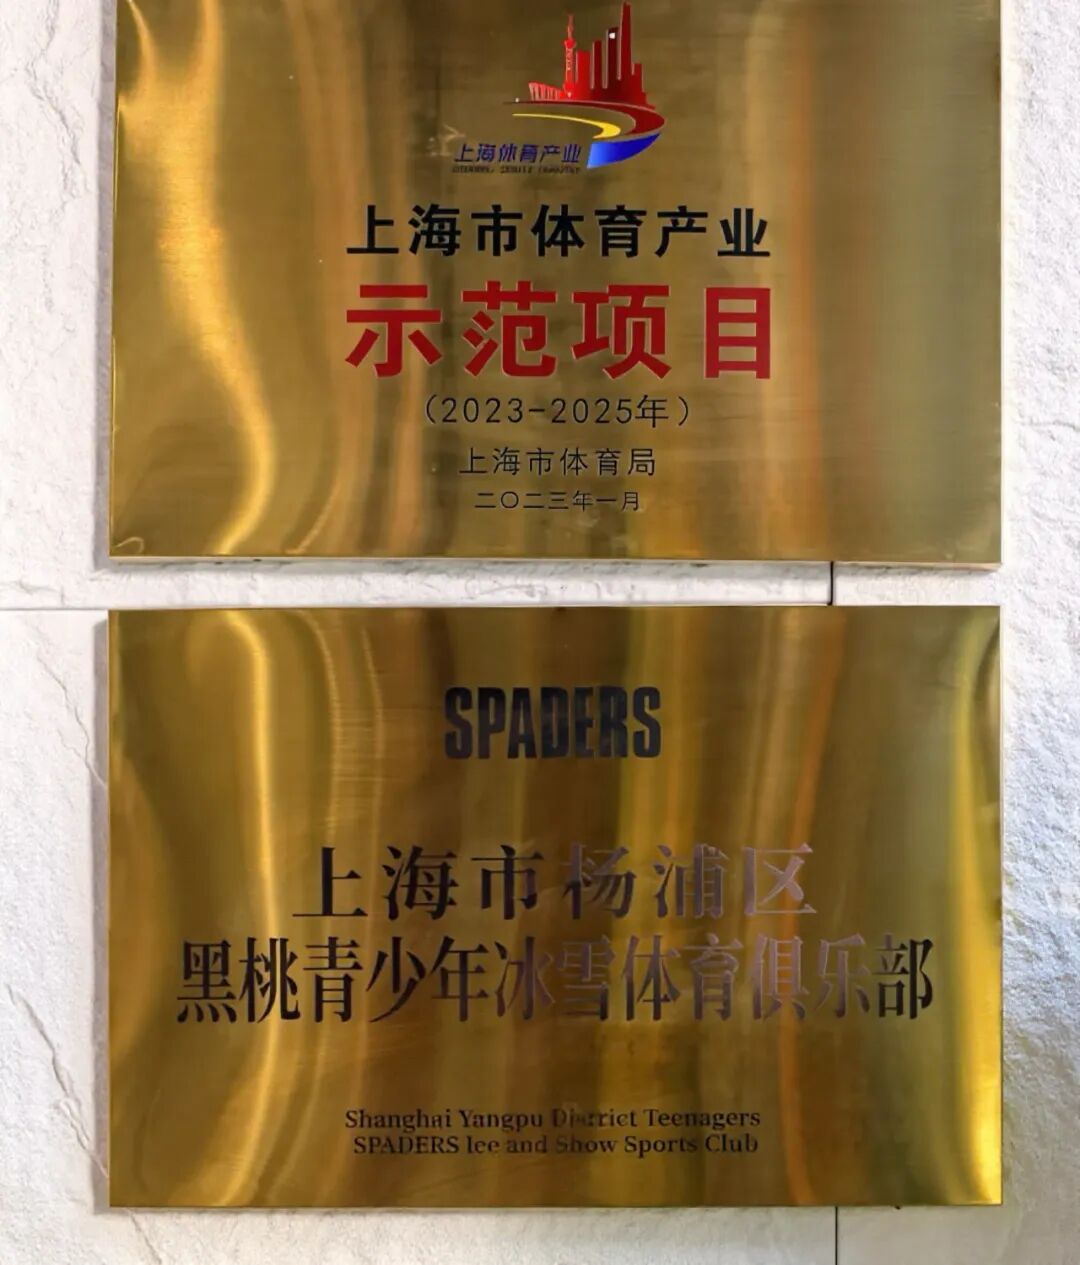 上海体育产业
上海市体育产业
示范项目
（2023-2025年）
上海市体育局
二〇二三年一月
SPADERS
上海市杨浦区
黑桃青少年冰雪体育俱乐部
Shanghai Yangpu District Teenagers
SPADERS Ice and Show Sports Club